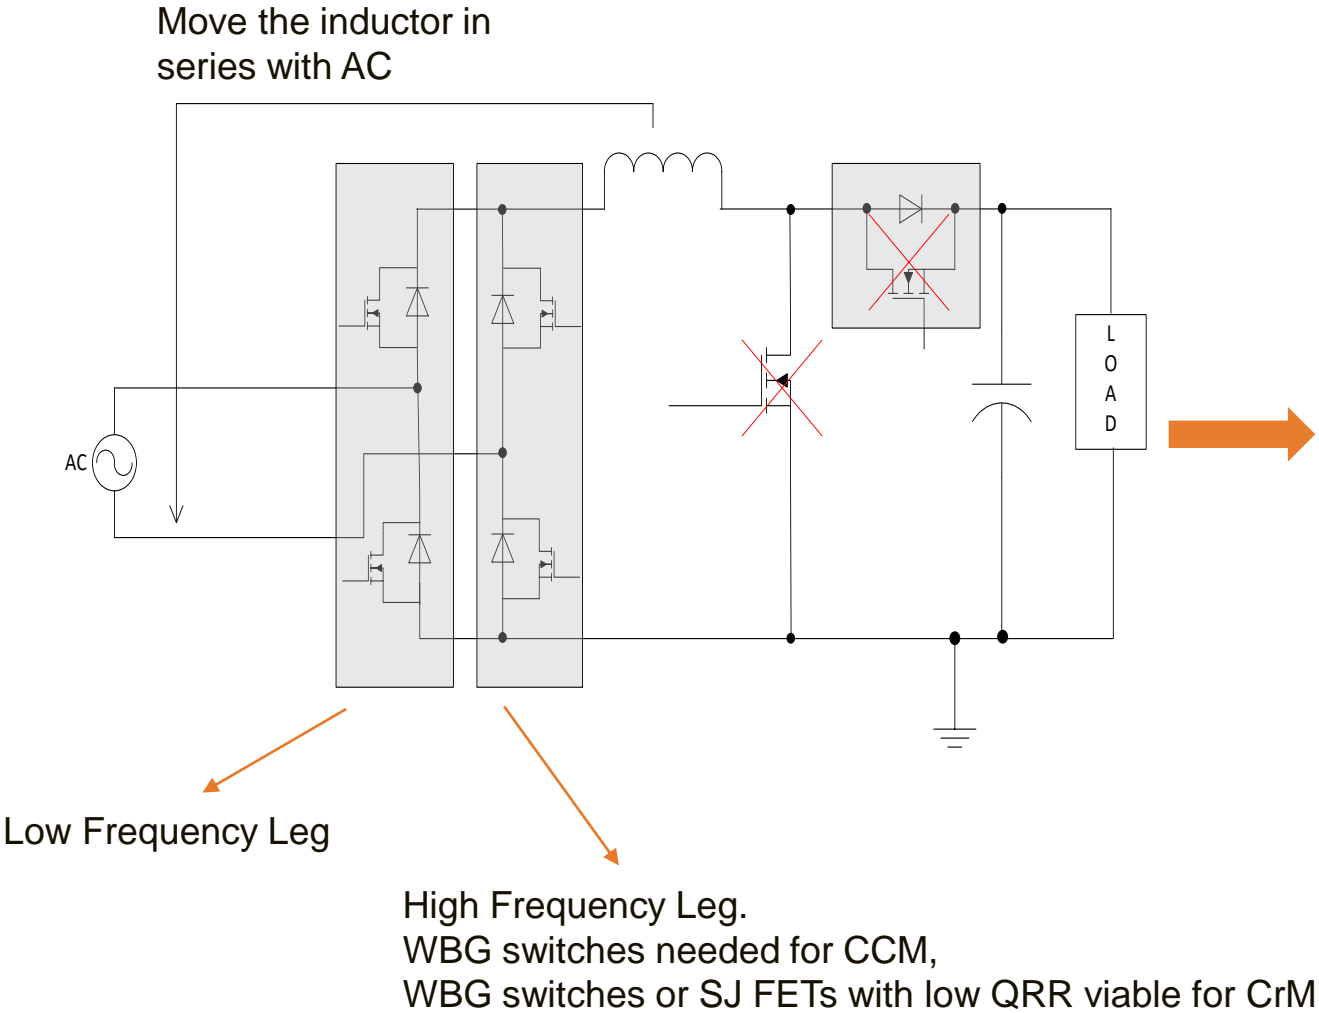 Move the inductor in
series with AC
AC
L
O
A
D
Low Frequency Leg
High Frequency Leg.
WBG switches needed for CCM,
WBG switches or SJ FETs with low QRR viable for CrM